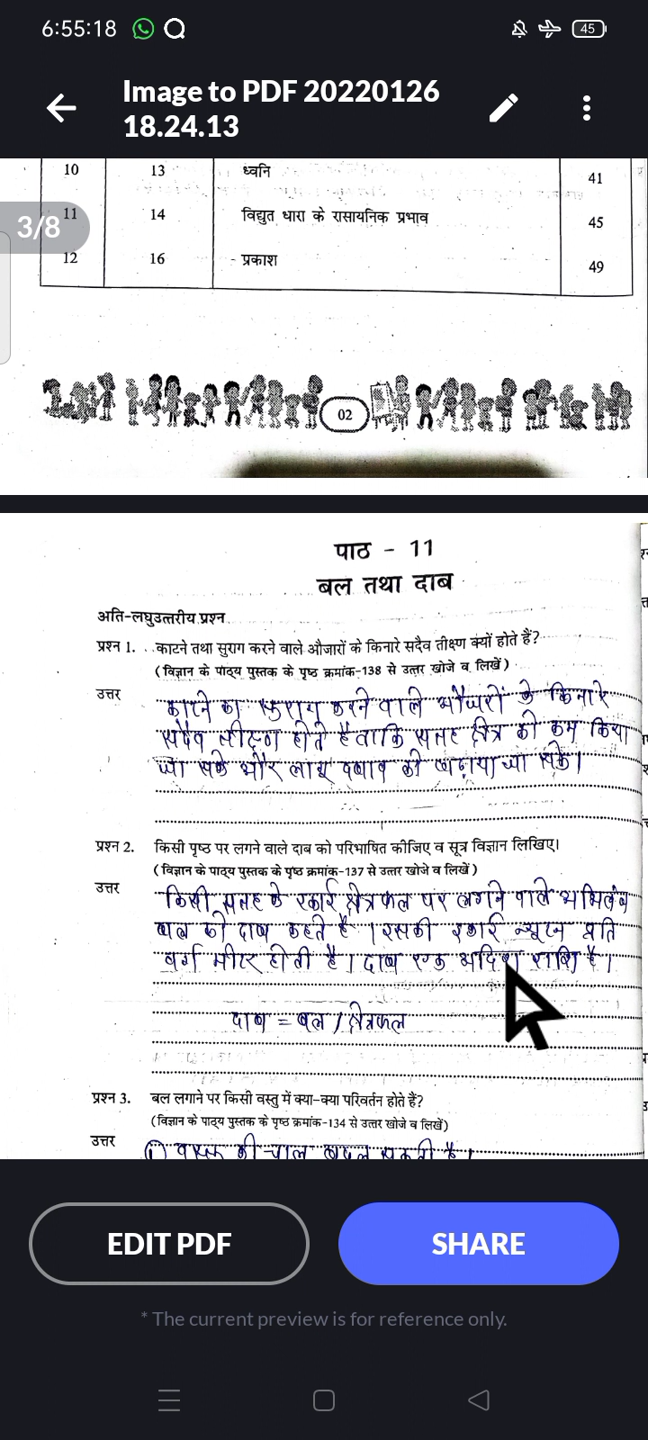 6:55:18
45
Image to PDF 20220126
18.24.13
10 13 ध्वनि 41
3/8
11 14 विद्युत धारा के रासायनिक प्रभाव 45
12 16 - प्रकाश 49
02
पाठ - 11
बल तथा दाब
अति-लघुउत्तरीय प्रश्न
प्रश्न 1. काटने तथा सुराग करने वाले औजारों के किनारे सदैव तीक्ष्ण क्यों होते हैं?
(विज्ञान के पाठ्य पुस्तक के पृष्ठ क्रमांक-138 से उत्तर खोजे व लिखें)
उत्तर काटने का सुराग करने वाले औजारों के किनारे
सदैव तीक्ष्ण होते है ताकि सतह क्षेत्र को कम किया
जा सके और लागू दबाव को बढ़ाया जा सके।
प्रश्न 2. किसी पृष्ठ पर लगने वाले दाब को परिभाषित कीजिए व सूत्र विज्ञान लिखिए।
(विज्ञान के पाठ्य पुस्तक के पृष्ठ क्रमांक-137 से उत्तर खोजे व लिखें)
उत्तर किसी सतह के इकाई क्षेत्रफल पर लगने वाले अभिलंब
बल को दाब कहते है। इसकी इकाई न्यूटन प्रति
वर्ग मीटर होती है। दाब एक अदिश राशि है।
दाब = बल / क्षेत्रफल
प्रश्न 3. बल लगाने पर किसी वस्तु में क्या-क्या परिवर्तन होते हैं?
(विज्ञान के पाठ्य पुस्तक के पृष्ठ क्रमांक-134 से उत्तर खोजे व लिखें)
उत्तर की चाल बदल सकती है।
EDIT PDF
SHARE
* The current preview is for reference only.